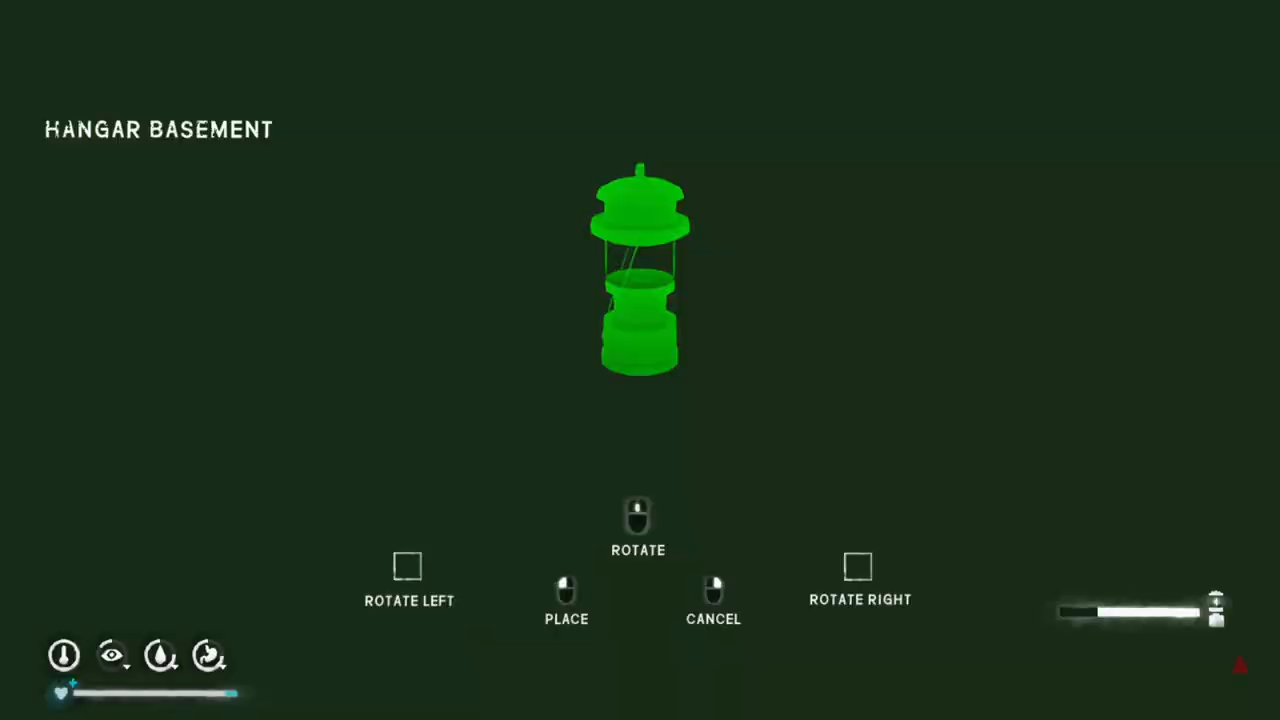 HANGAR BASEMENT
ROTATE
ROTATE LEFT
ROTATE RIGHT
PLACE
CANCEL